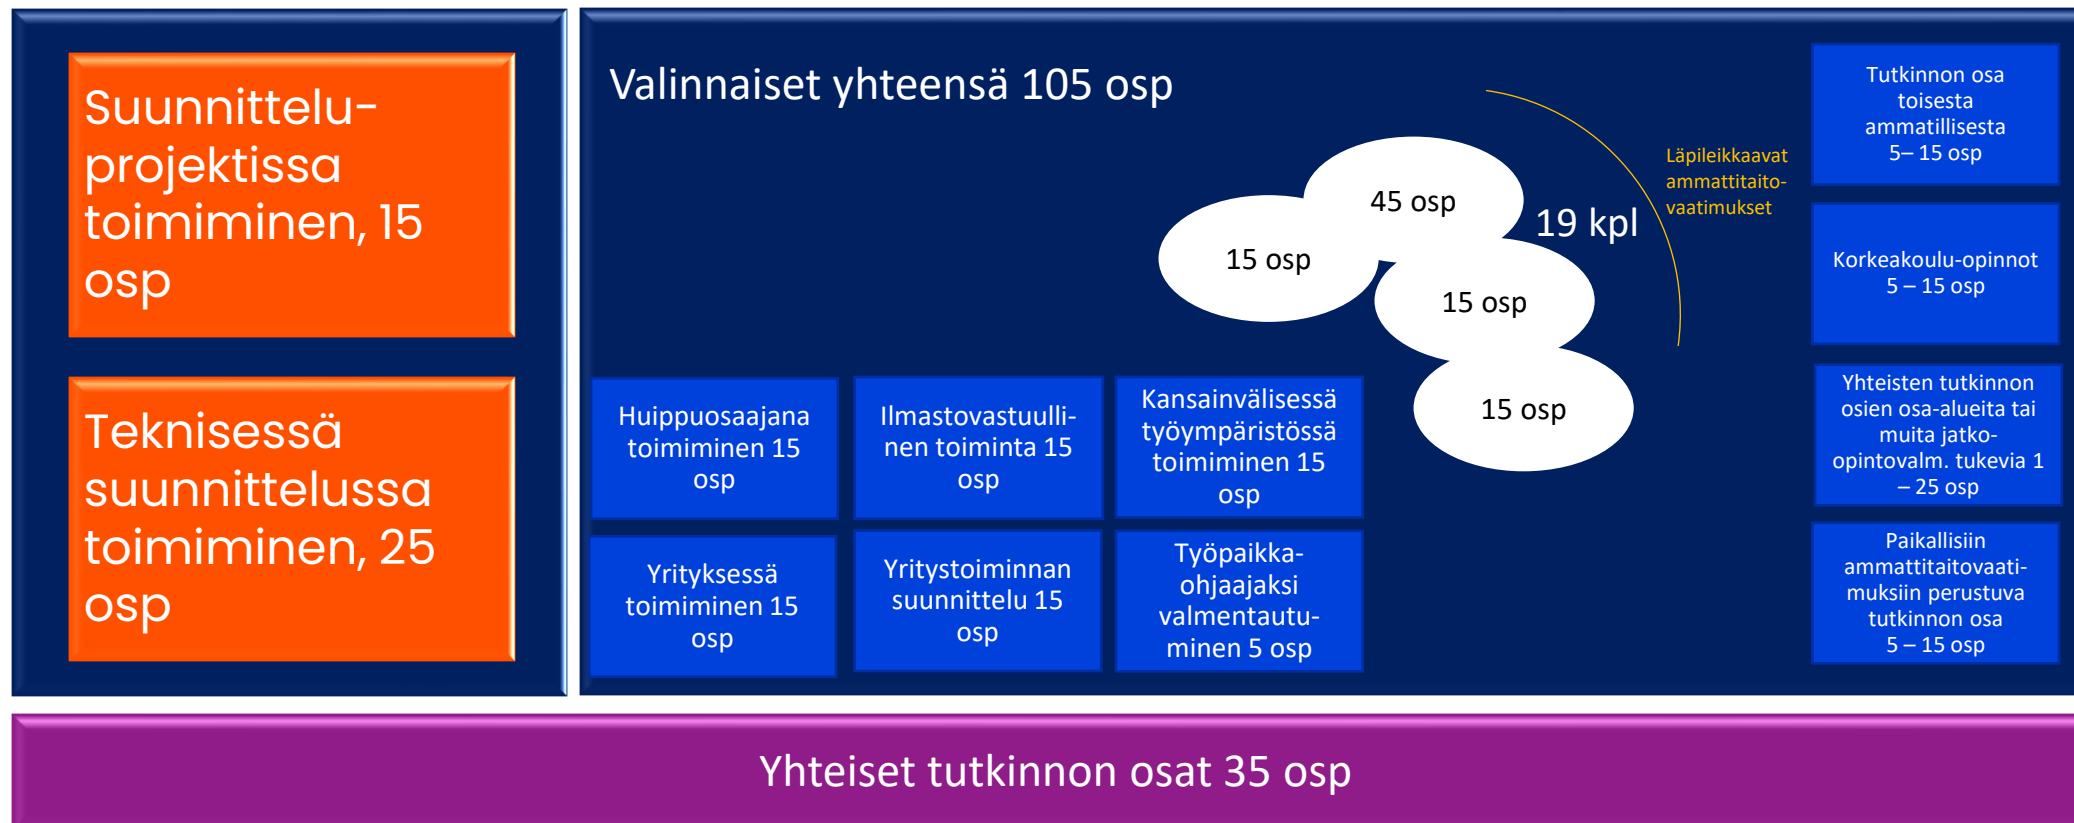 Suunnittelu-
projektissa
toimiminen, 15
osp
Teknisessä
suunnittelussa
toimiminen, 25
osp
Valinnaiset yhteensä 105 osp
45 osp
15 osp
15 osp
15 osp
19 kpl
Läpileikkaavat
ammattitaito-
vaatimukset
Huippuosaajana
toimiminen 15
osp
Ilmastovastuulli-
nen toiminta 15
osp
Kansainvälisessä
työympäristössä
toimiminen 15
osp
Yrityksessä
toimiminen 15
osp
Yritystoiminnan
suunnittelu 15
osp
Työpaikka-
ohjaajaksi
valmentautu-
minen 5 osp
Tutkinnon osa
toisesta
ammatillisesta
5– 15 osp
Korkeakoulu-opinnot
5 – 15 osp
Yhteisten tutkinnon
osien osa-alueita tai
muita jatko-
opintovalm. tukevia 1
– 25 osp
Paikallisiin
ammattitaitovaati-
muksiin perustuva
tutkinnon osa
5 – 15 osp
Yhteiset tutkinnon osat 35 osp